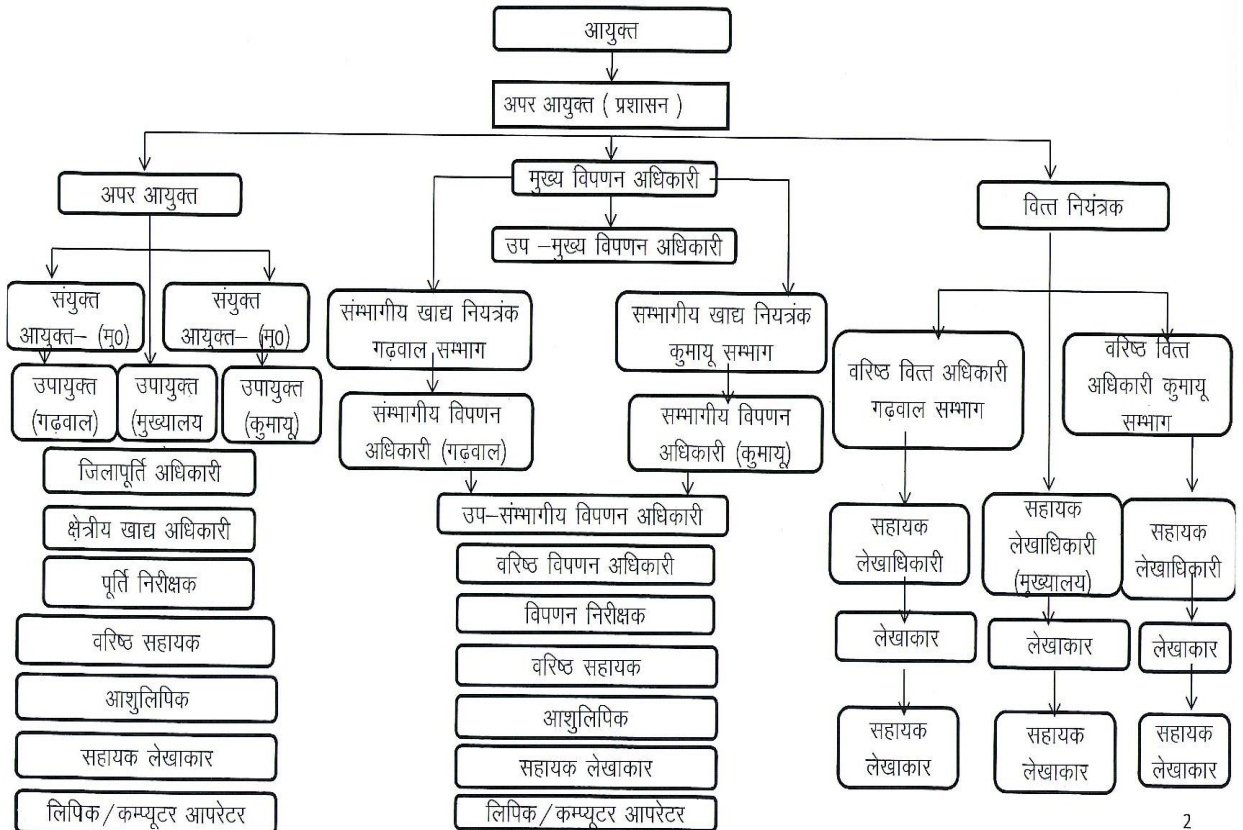 आयुक्त
अपर आयुक्त ( प्रशासन )
अपर आयुक्त
मुख्य विपणन अधिकारी
वित्त नियंत्रक
उप –मुख्य विपणन अधिकारी
संयुक्त
आयुक्त– (मु0)
संयुक्त
आयुक्त– (मु0)
उपायुक्त
(गढ़वाल)
उपायुक्त
(मुख्यालय
उपायुक्त
(कुमायू)
जिलापूर्ति अधिकारी
क्षेत्रीय खाद्य अधिकारी
पूर्ति निरीक्षक
वरिष्ठ सहायक
आशुलिपिक
सहायक लेखाकार
लिपिक/कम्प्यूटर आपरेटर
संम्भागीय खाद्य नियत्रंक
गढ़वाल सम्भाग
सम्भागीय खाद्य नियत्रंक
कुमायू सम्भाग
संम्भागीय विपणन
अधिकारी (गढ़वाल)
सम्भागीय विपणन
अधिकारी (कुमायू)
उप–संम्भागीय विपणन अधिकारी
वरिष्ठ विपणन अधिकारी
विपणन निरीक्षक
वरिष्ठ सहायक
आशुलिपिक
सहायक लेखाकार
लिपिक/कम्प्यूटर आपरेटर
वरिष्ठ वित्त अधिकारी
गढ़वाल सम्भाग
वरिष्ठ वित्त
अधिकारी कुमायू
सम्भाग
सहायक
लेखाधिकारी
सहायक
लेखाधिकारी
(मुख्यालय)
सहायक
लेखाधिकारी
लेखाकार
लेखाकार
लेखाकार
सहायक
लेखाकार
सहायक
लेखाकार
सहायक
लेखाकार
2